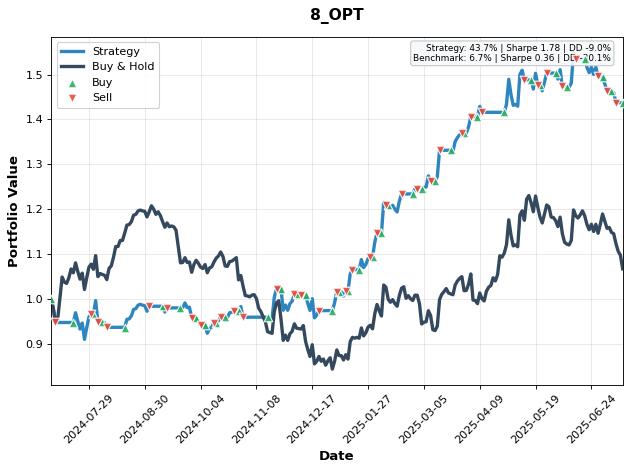 8_OPT
Strategy
Buy & Hold
Buy
Sell
Strategy: 43.7% | Sharpe 1.78 | DD -9.0%
Benchmark: 6.7% | Sharpe 0.36 | DD -20.1%
Portfolio Value
1.5
1.4
1.3
1.2
1.1
1.0
0.9
2024-07-29
2024-08-30
2024-10-04
2024-11-08
2024-12-17
2025-01-27
2025-03-05
2025-04-09
2025-05-19
2025-06-24
Date